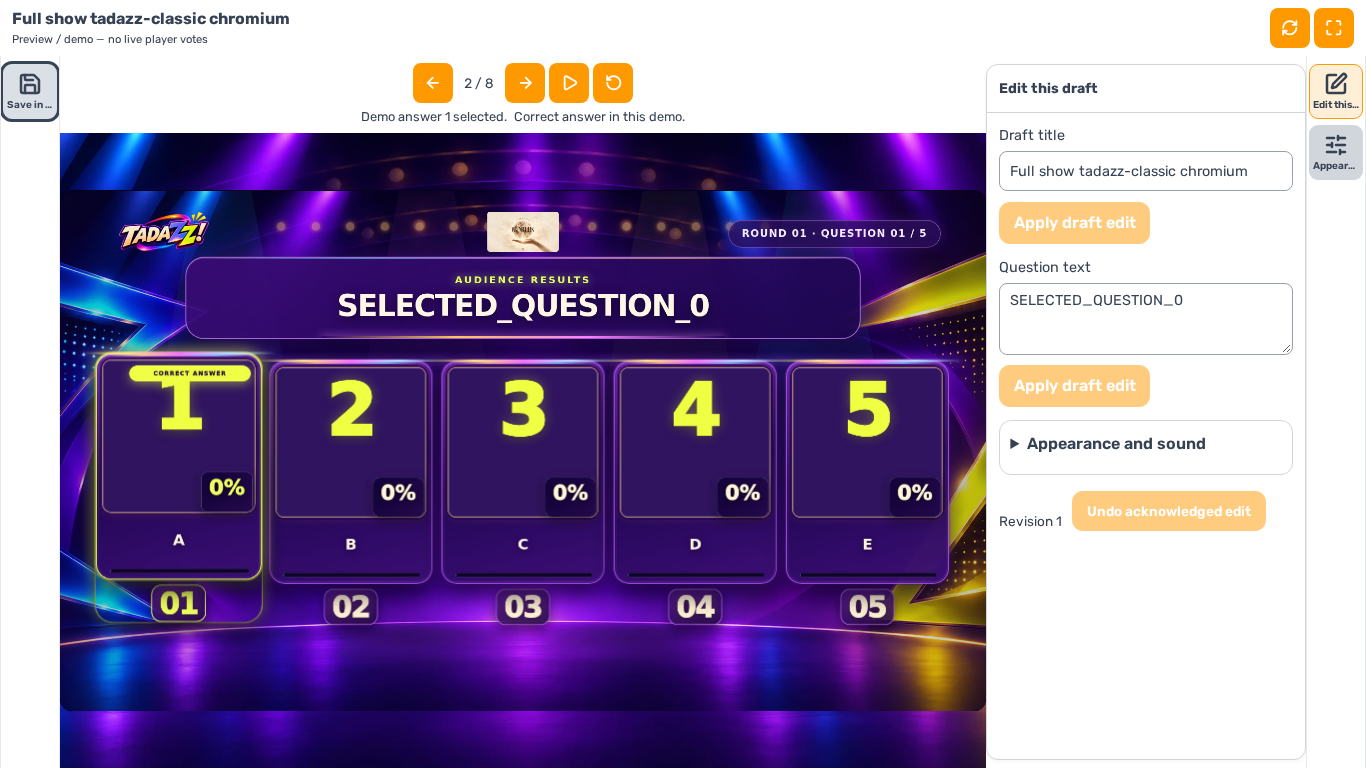 Full show tadazz-classic chromium
Preview / demo — no live player votes
Save in ...
2 / 8
Demo answer 1 selected. Correct answer in this demo.
TADAZZ!
ROUND 01 · QUESTION 01 / 5
AUDIENCE RESULTS
SELECTED_QUESTION_0
CORRECT ANSWER
1
0%
A
01
2
0%
B
02
3
0%
C
03
4
0%
D
04
5
0%
E
05
Edit this draft
Draft title
Full show tadazz-classic chromium
Apply draft edit
Question text
SELECTED_QUESTION_0
Apply draft edit
Appearance and sound
Revision 1
Undo acknowledged edit
Edit this...
Appear...